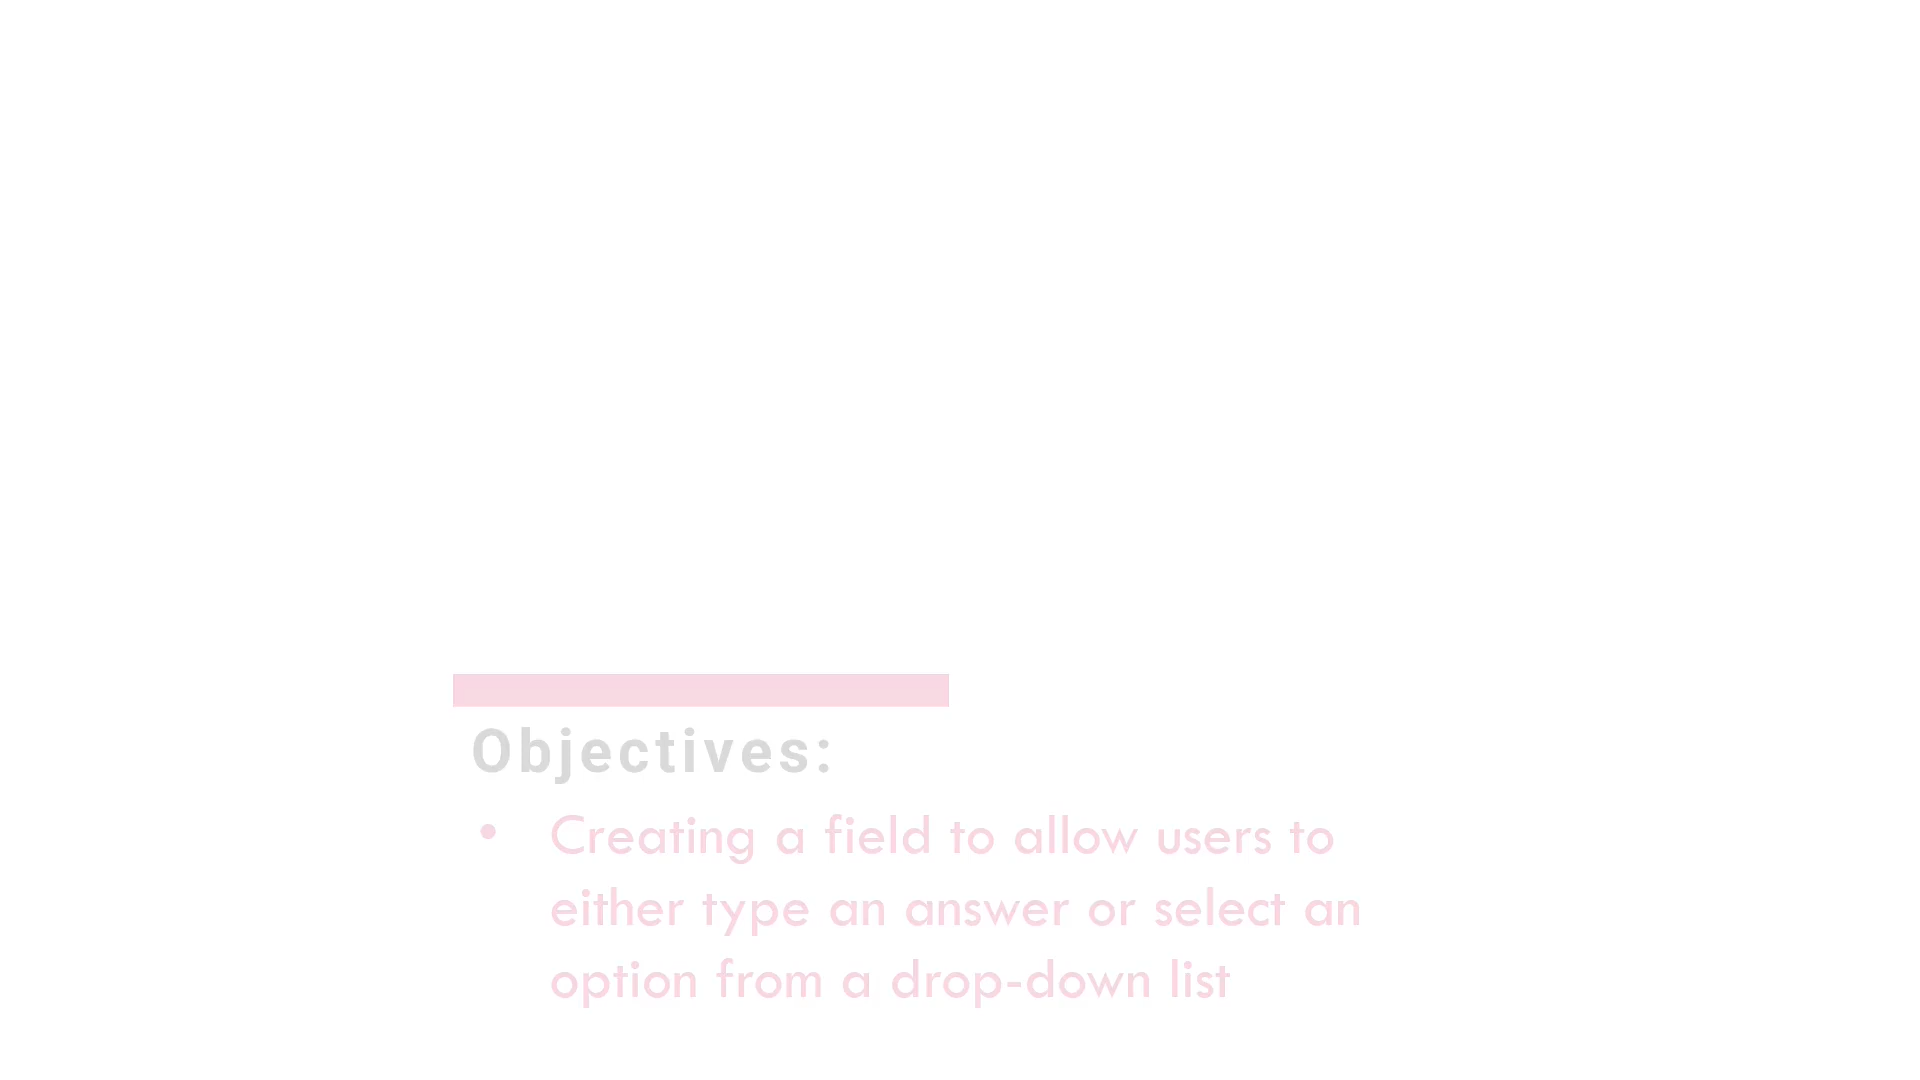 Objectives:
• Creating a field to allow users to
either type an answer or select an
option from a drop-down list